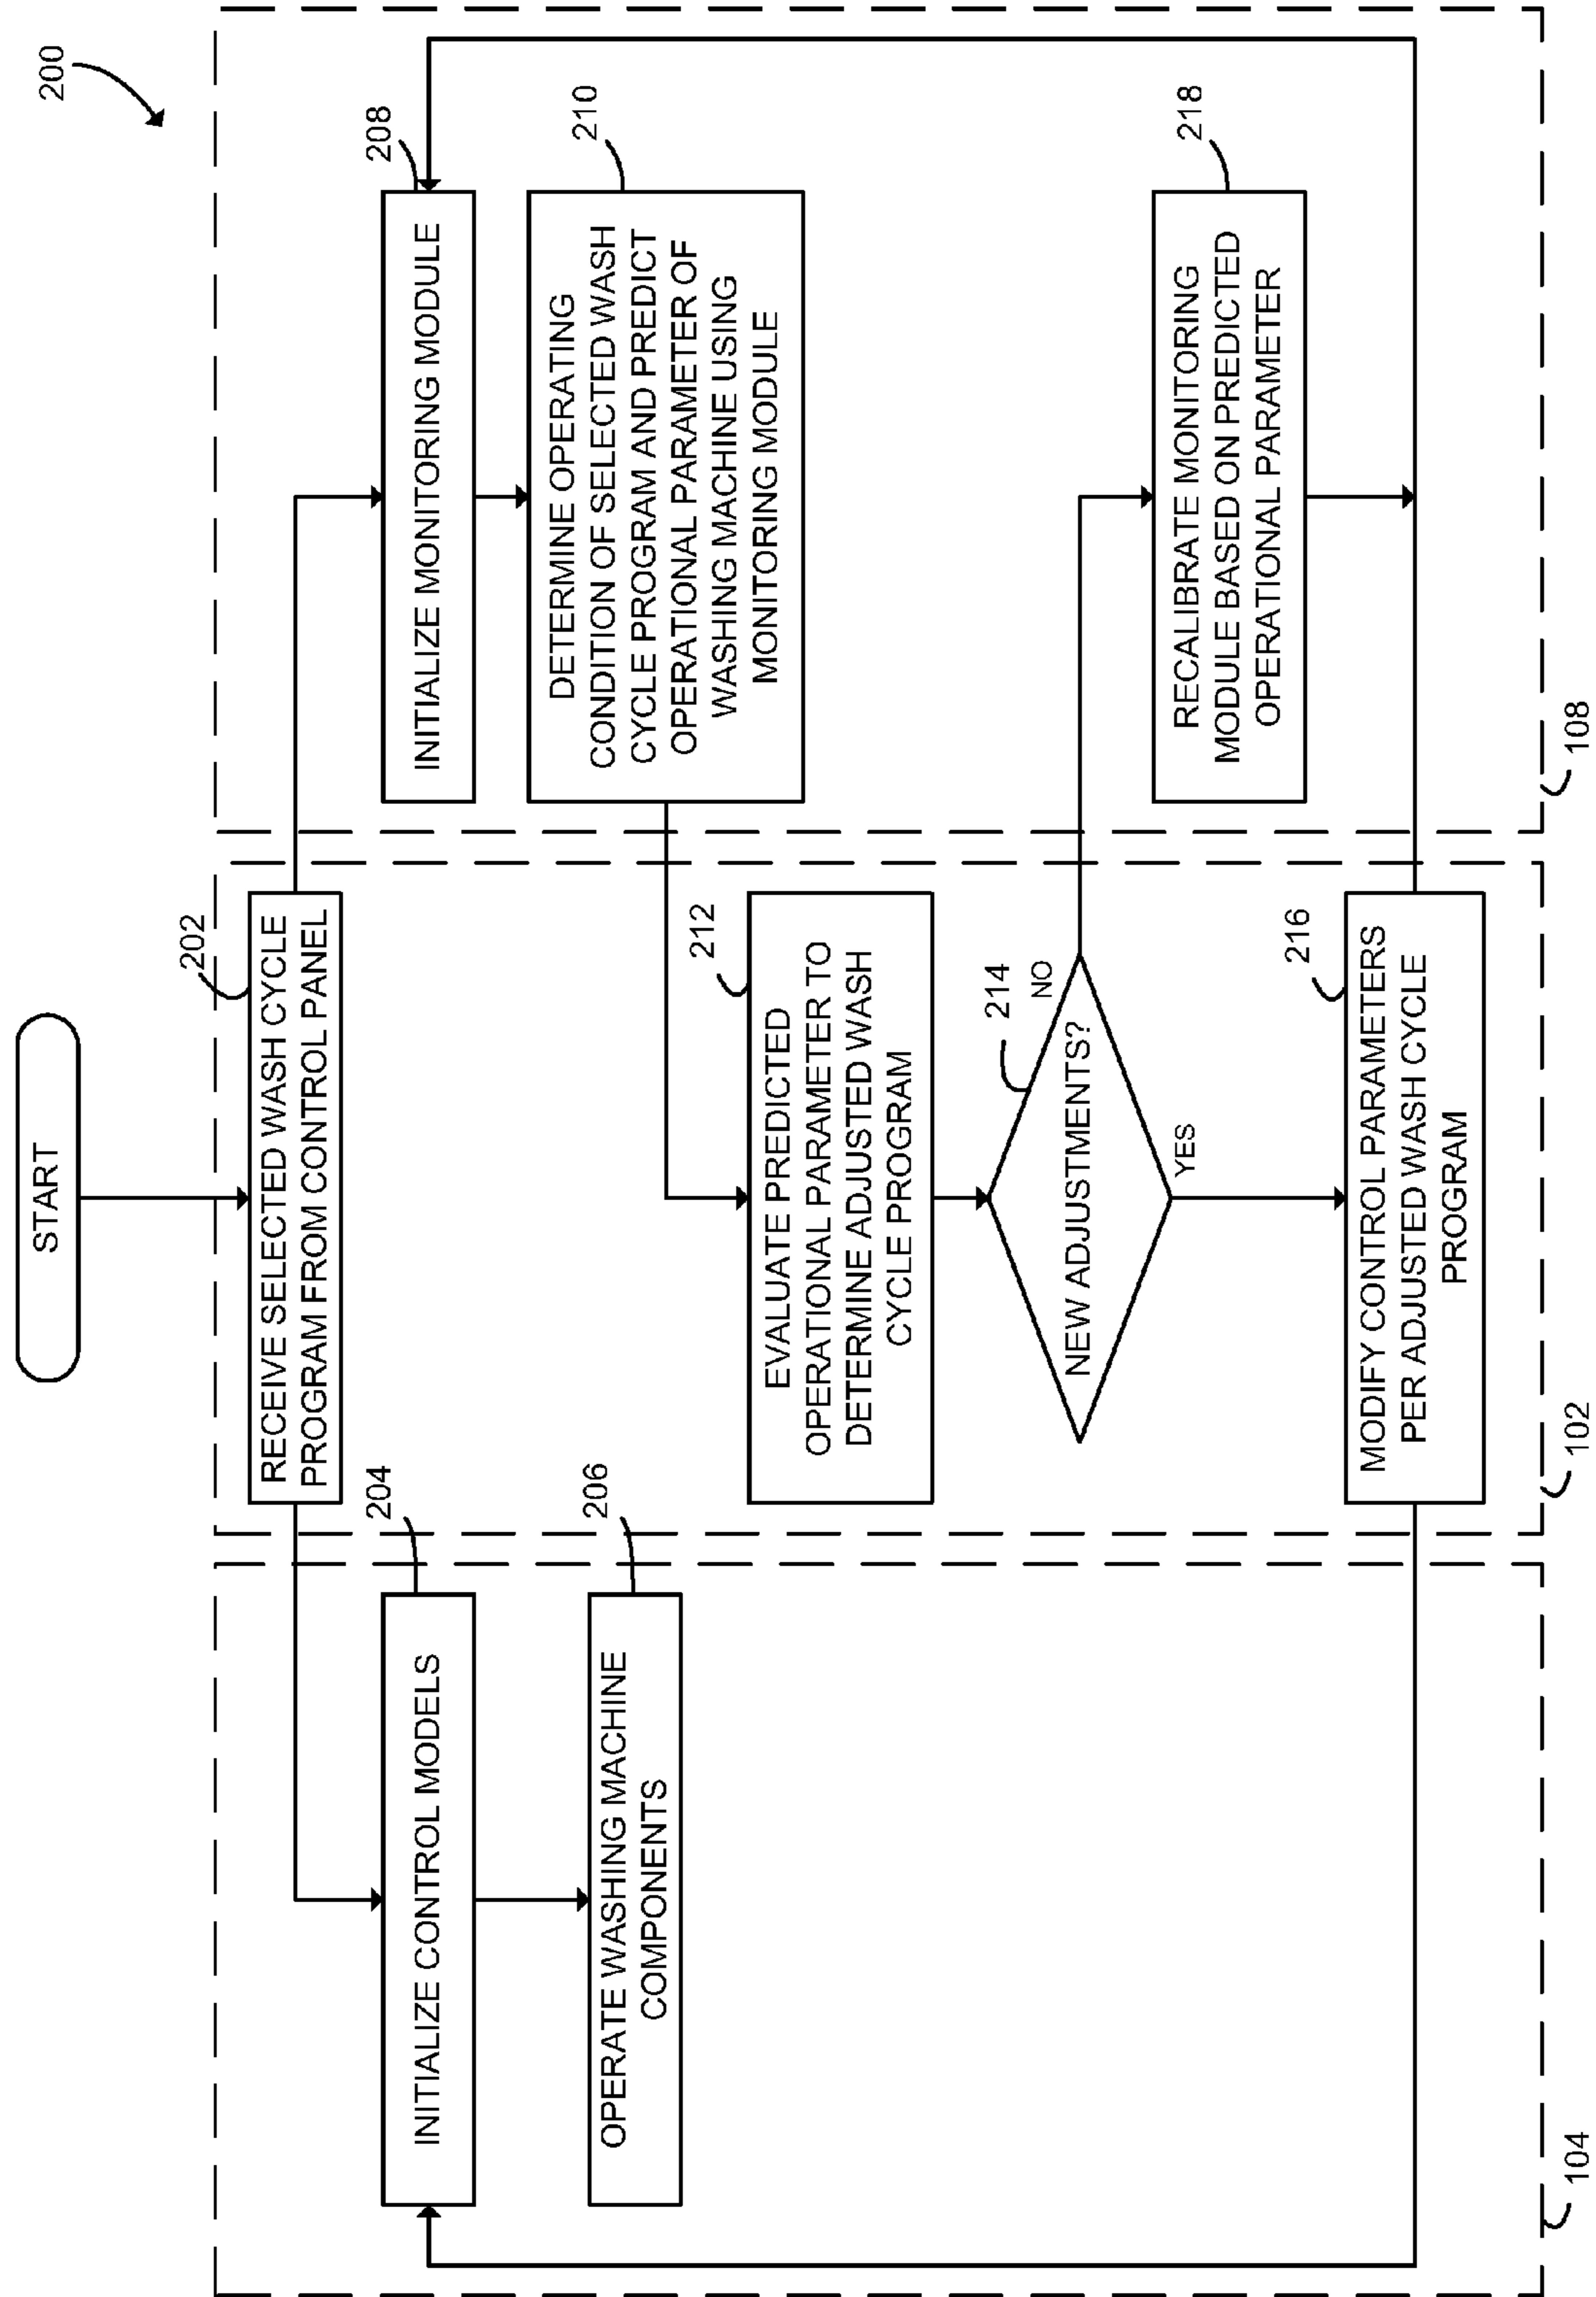 200
START
202
RECEIVE SELECTED WASH CYCLE
PROGRAM FROM CONTROL PANEL
204
INITIALIZE CONTROL MODELS
206
OPERATE WASHING MACHINE
COMPONENTS
208
INITIALIZE MONITORING MODULE
210
DETERMINE OPERATING
CONDITION OF SELECTED WASH
CYCLE PROGRAM AND PREDICT
OPERATIONAL PARAMETER OF
WASHING MACHINE USING
MONITORING MODULE
212
EVALUATE PREDICTED
OPERATIONAL PARAMETER TO
DETERMINE ADJUSTED WASH
CYCLE PROGRAM
214
NEW ADJUSTMENTS?
NO
YES
218
RECALIBRATE MONITORING
MODULE BASED ON PREDICTED
OPERATIONAL PARAMETER
216
MODIFY CONTROL PARAMETERS
PER ADJUSTED WASH CYCLE
PROGRAM
104
102
108